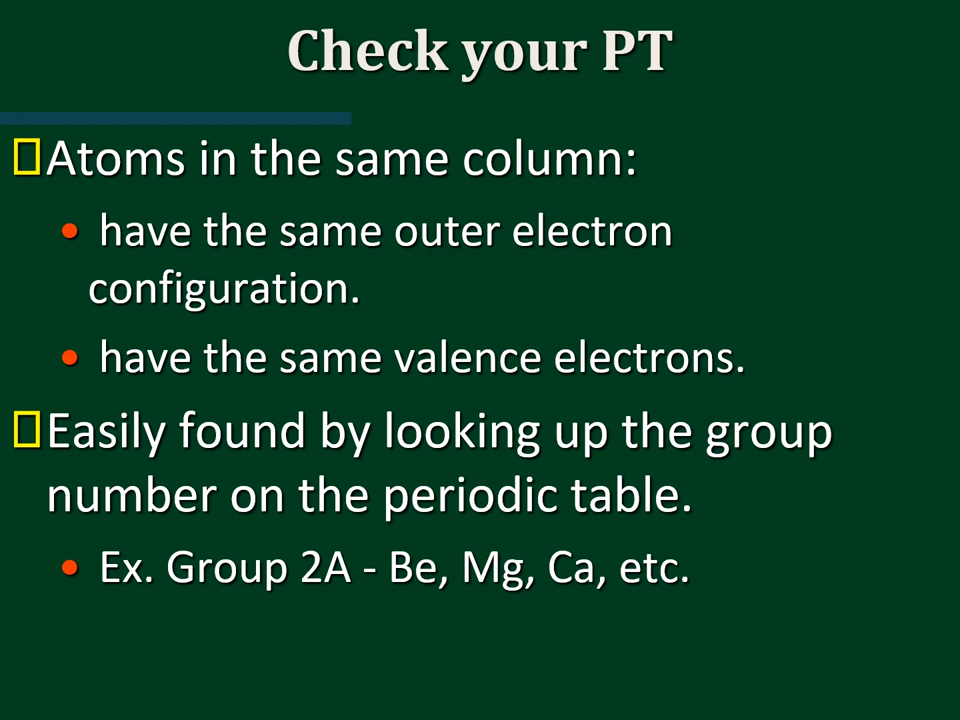 Check your PT
Atoms in the same column:
• have the same outer electron
configuration.
• have the same valence electrons.
Easily found by looking up the group
number on the periodic table.
• Ex. Group 2A - Be, Mg, Ca, etc.